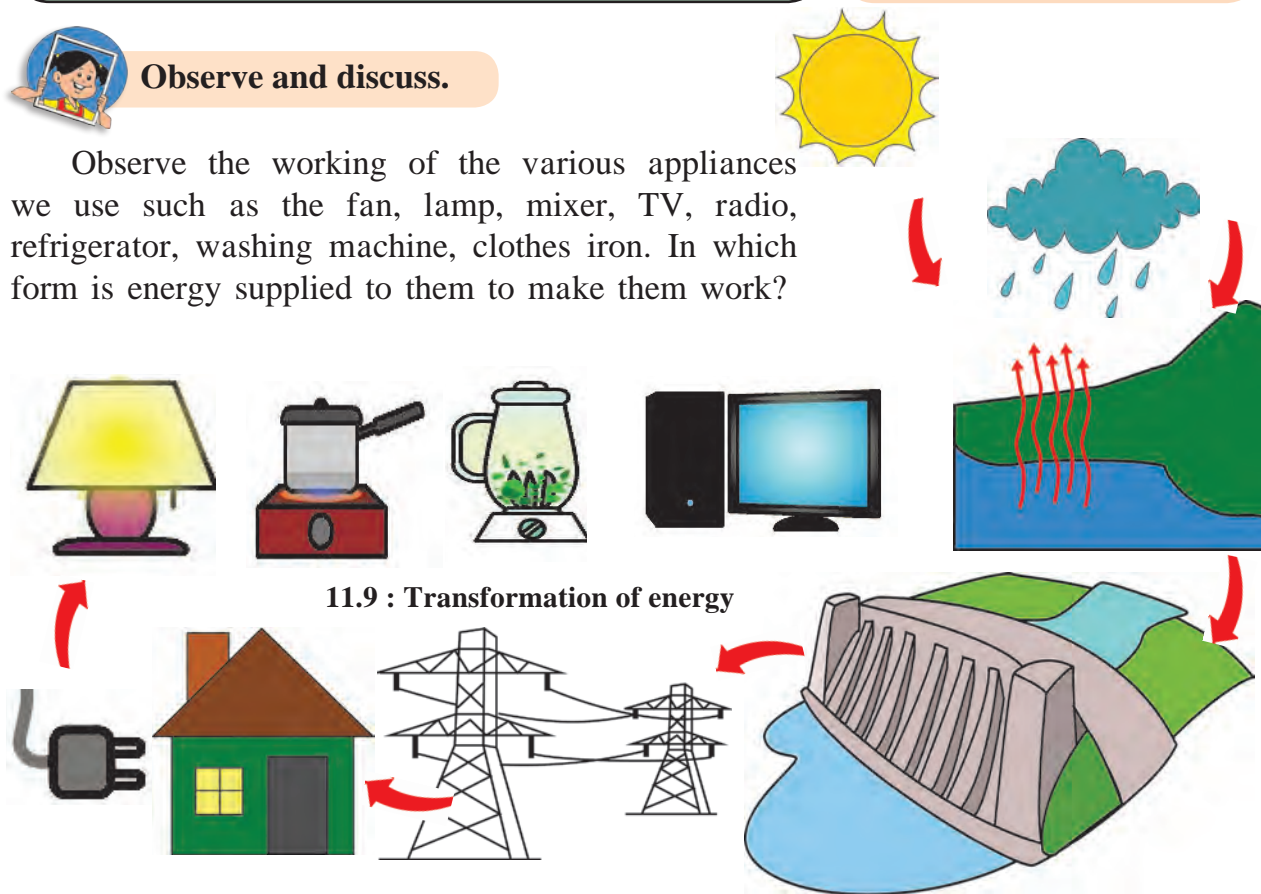 Observe and discuss.
Observe the working of the various appliances
we use such as the fan, lamp, mixer, TV, radio,
refrigerator, washing machine, clothes iron. In which
form is energy supplied to them to make them work?
11.9 : Transformation of energy